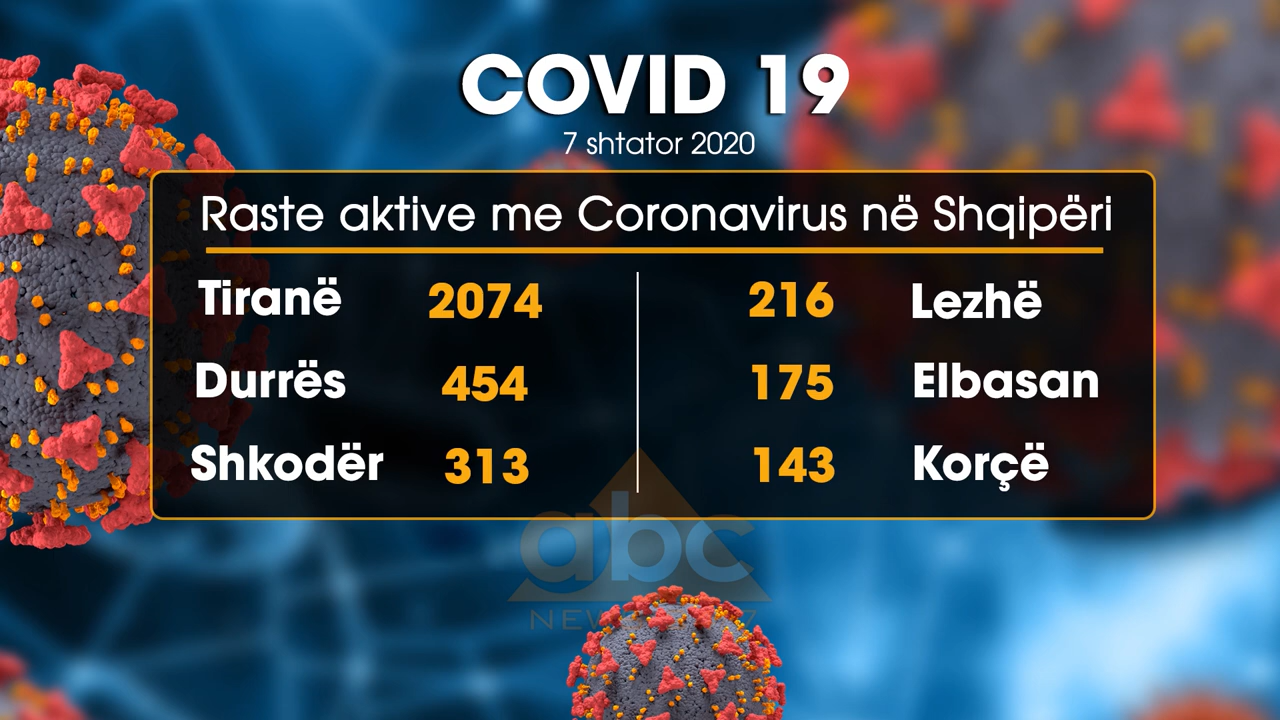 COVID 19
7 shtator 2020
Raste aktive me Coronavirus në Shqipëri
Tiranë 2074 216 Lezhë
Durrës 454 175 Elbasan
Shkodër 313 143 Korçë
abc